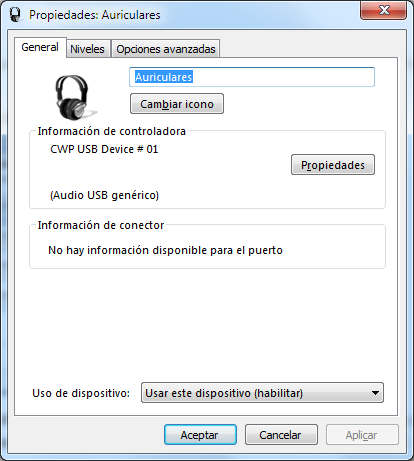 Propiedades: Auriculares
General Niveles Opciones avanzadas
Auriculares
Cambiar icono
Información de controladora
CWP USB Device # 01
Propiedades
(Audio USB genérico)
Información de conector
No hay información disponible para el puerto
Uso de dispositivo: Usar este dispositivo (habilitar)
Aceptar Cancelar Aplicar